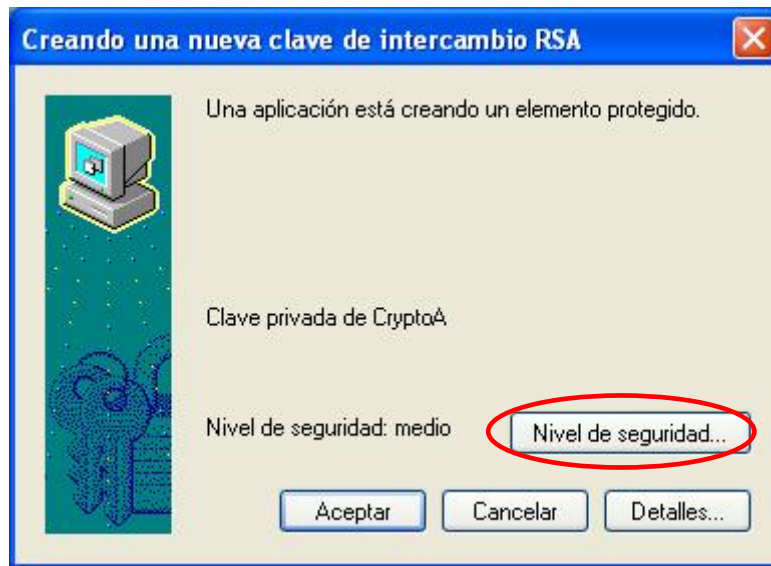 Creando una nueva clave de intercambio RSA
Una aplicación está creando un elemento protegido.
Clave privada de CryptoA
Nivel de seguridad: medio
Nivel de seguridad...
Aceptar
Cancelar
Detalles...